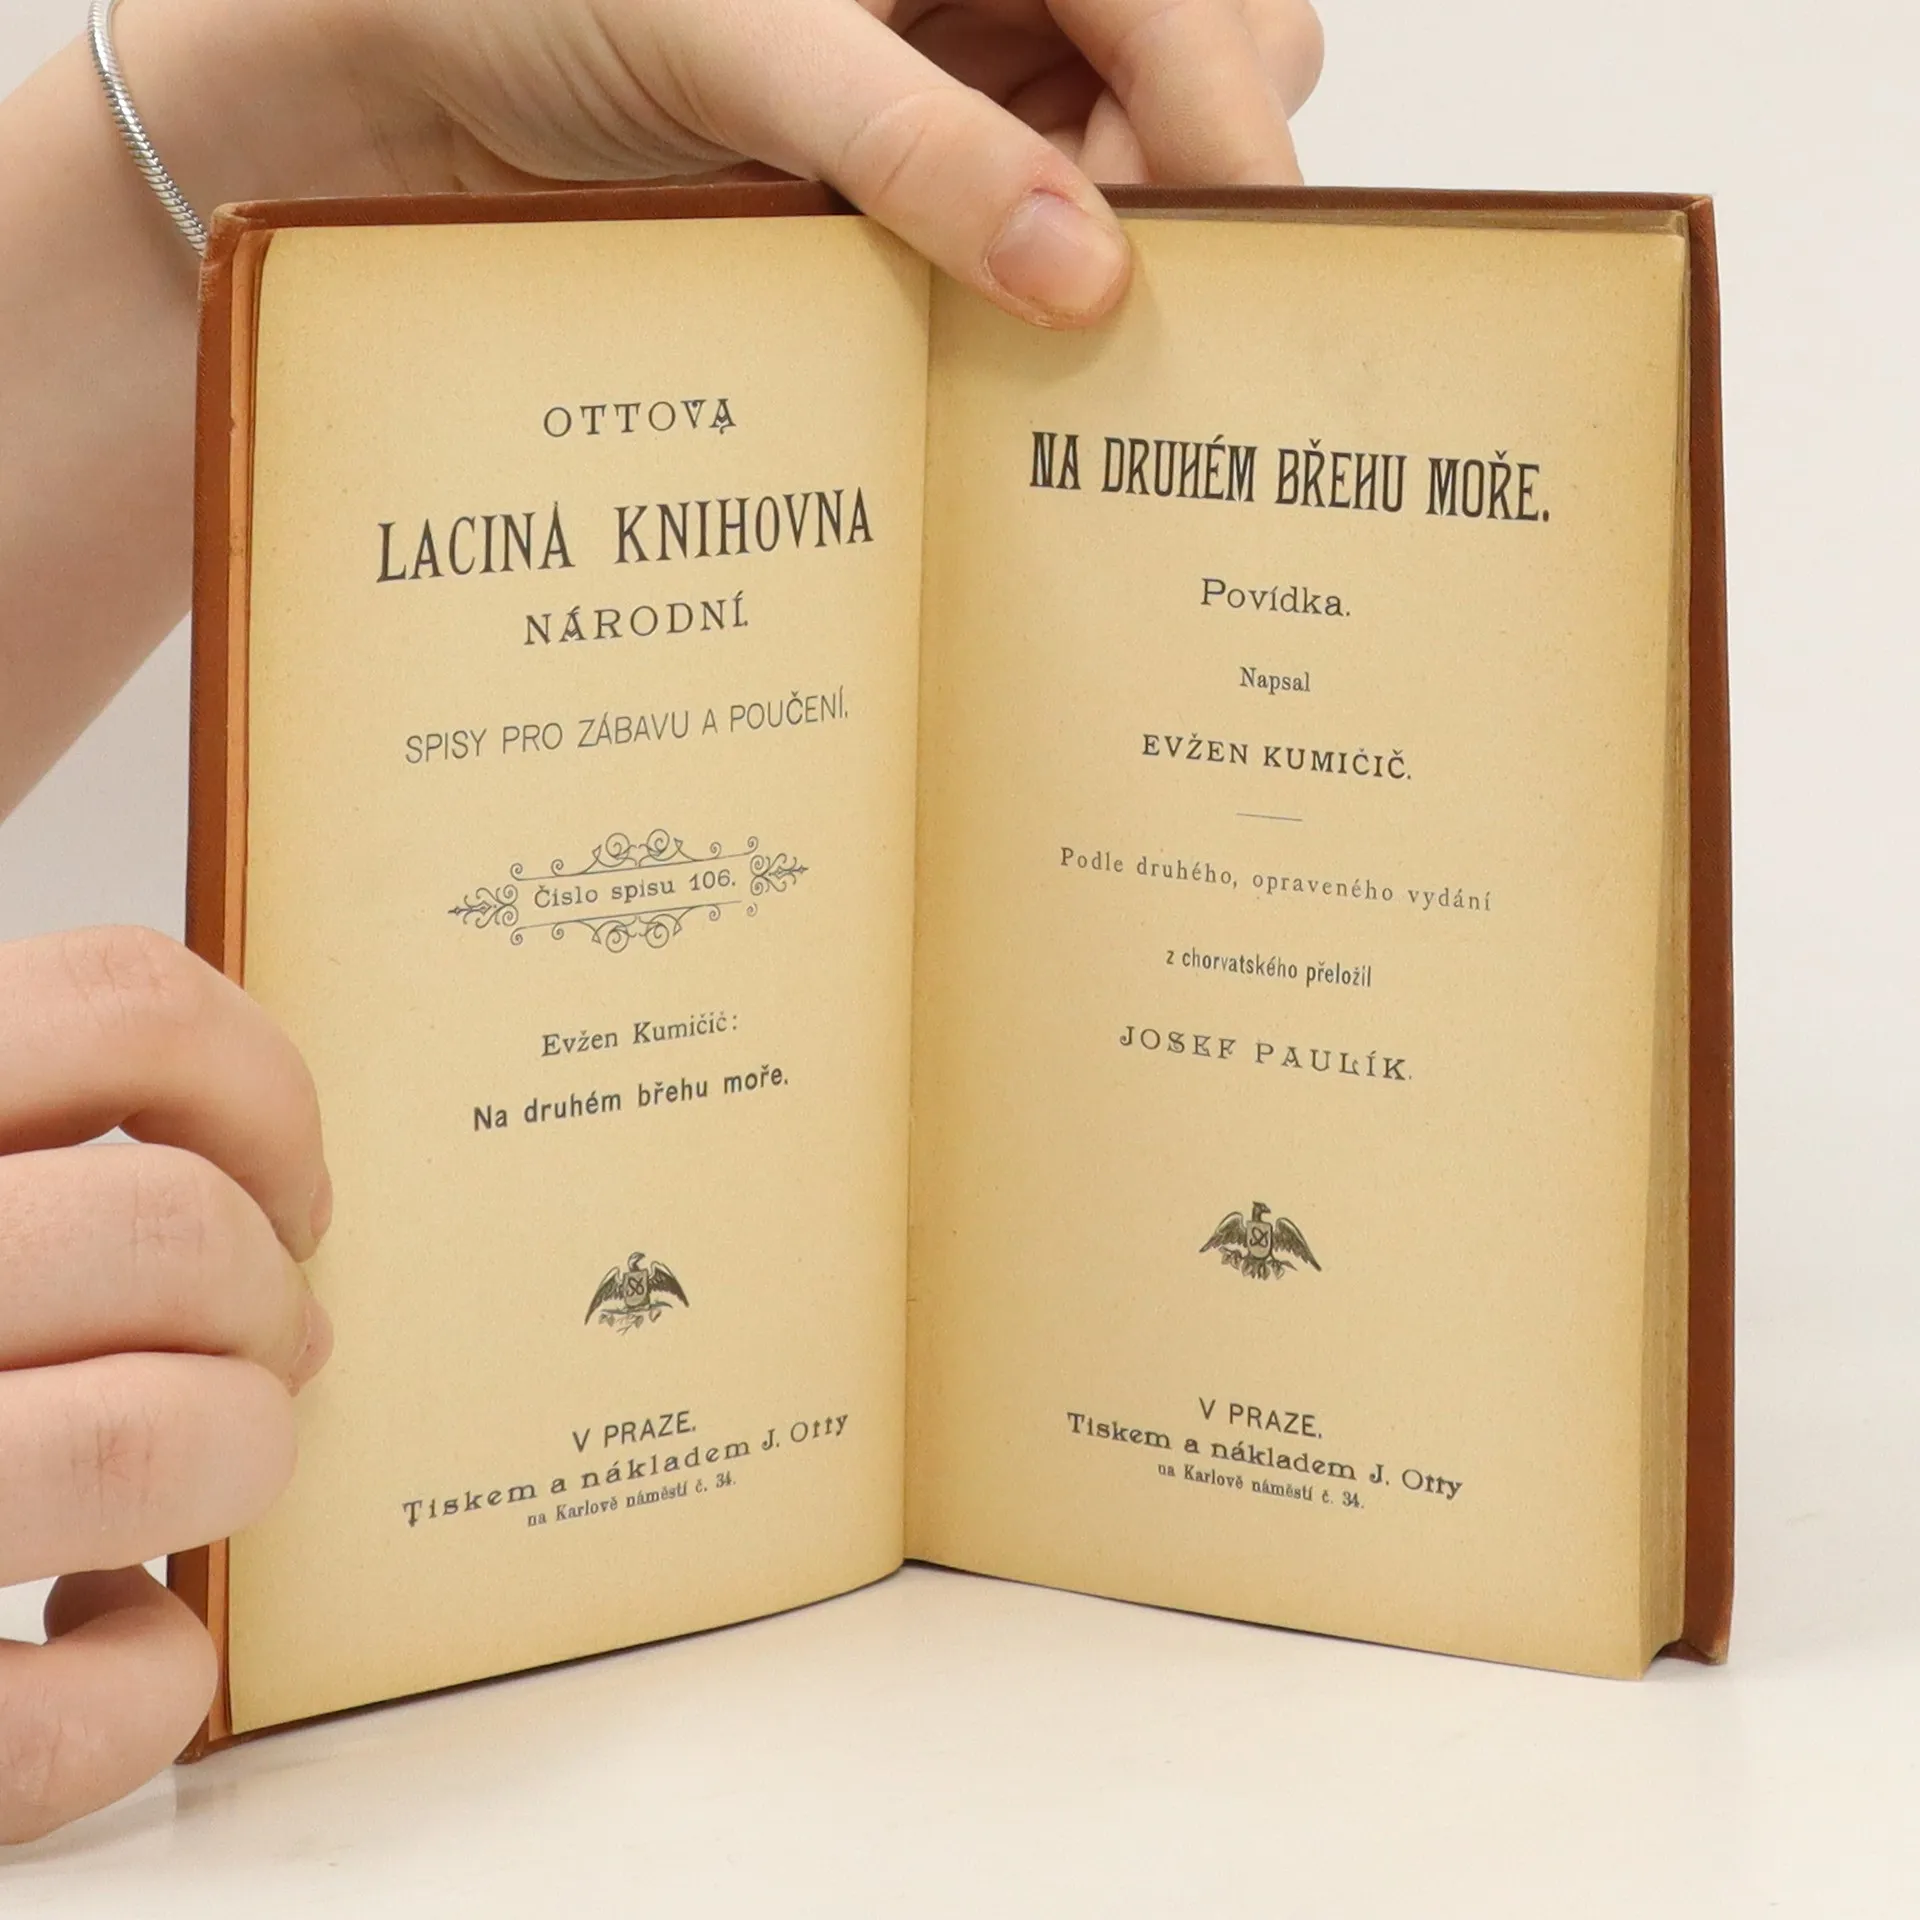 OTTOVA
LACINÁ KNIHOVNA
NÁRODNÍ.
SPISY PRO ZÁBAVU A POUČENÍ.
Číslo spisu 106.
Evžen Kumičić:
Na druhém břehu moře.
V PRAZE.
Tiskem a nákladem J. Otty
na Karlově náměstí č. 34.
NA DRUHÉM BŘEHU MOŘE.
Povídka.
Napsal
EVŽEN KUMIČIČ.
Podle druhého, opraveného vydání
z chorvatského přeložil
JOSEF PAULÍK.
V PRAZE.
Tiskem a nákladem J. Otty
na Karlově náměstí č. 34.